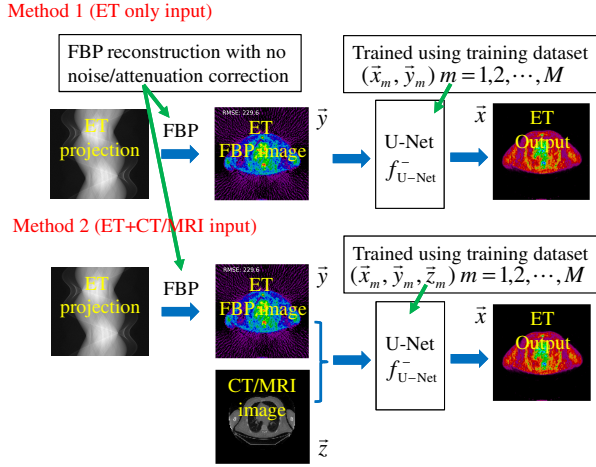 Method 1 (ET only input)
FBP reconstruction with no
noise/attenuation correction
Trained using training dataset
(x⃗ₘ, y⃗ₘ) m = 1,2,⋯, M
ET
projection
FBP
RMSE: 229.6
ET
FBP image
y⃗
U-Net
f⁻U−Net
x⃗
ET
Output
Method 2 (ET+CT/MRI input)
Trained using training dataset
(x⃗ₘ, y⃗ₘ, z⃗ₘ) m = 1,2,⋯, M
ET
projection
FBP
RMSE: 229.6
ET
FBP image
y⃗
CT/MRI
image
z⃗
U-Net
f⁻U−Net
x⃗
ET
Output